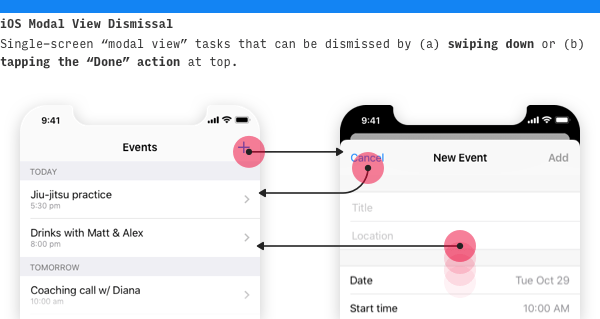 iOS Modal View Dismissal
Single-screen “modal view” tasks that can be dismissed by (a) swiping down or (b)
tapping the “Done” action at top.
9:41
Events
TODAY
Jiu-jitsu practice
5:30 pm
Drinks with Matt & Alex
8:00 pm
TOMORROW
Coaching call w/ Diana
10:00 am
9:41
Cancel New Event Add
Title
Location
Date Tue Oct 29
Start time 10:00 AM